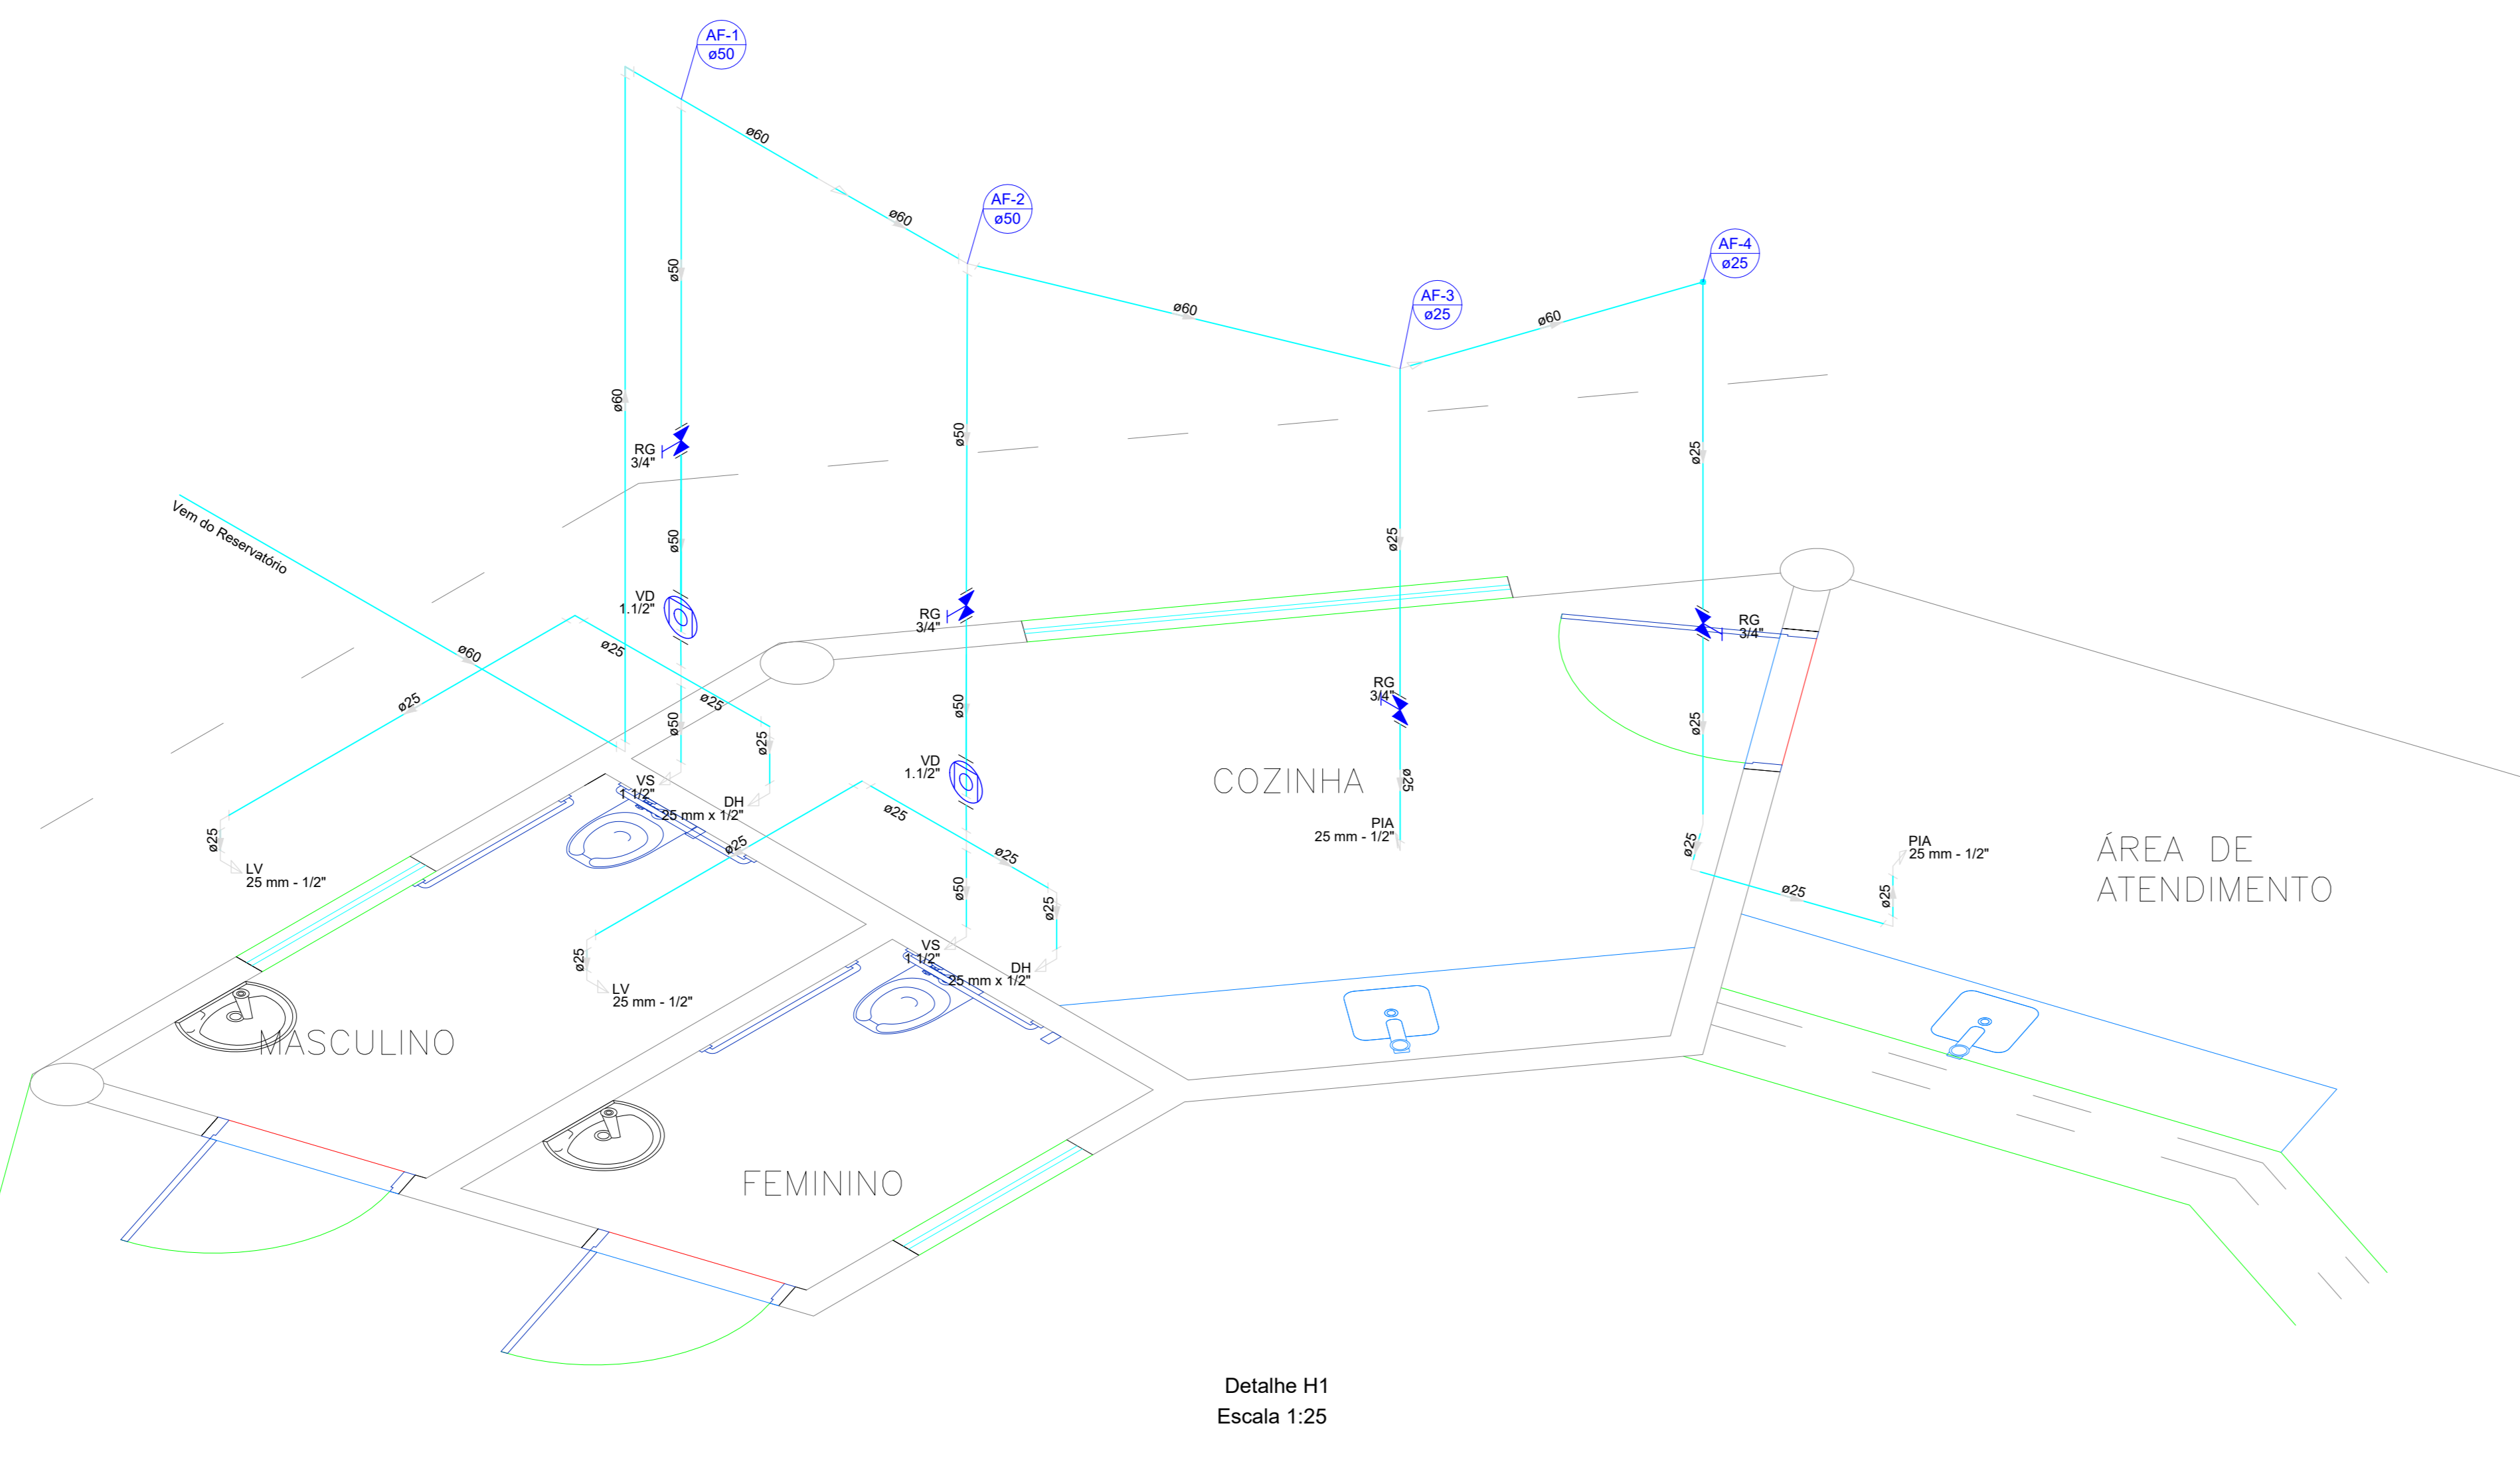 AF-1
ø50
ø60
AF-2
ø50
ø60
AF-4
ø25
ø50
AF-3
ø25
ø60
ø60
ø60
RG
3/4"
ø50
ø25
Vem do Reservatório
ø50
ø25
VD
1.1/2"
RG
3/4"
RG
3/4"
ø60
ø25
ø25
ø25
RG
3/4"
ø50
ø50
ø25
ø25
ø25
VD
1.1/2"
VS
1 1/2"
COZINHA
ø25
DH
25 mm x 1/2"
ø25
PIA
25 mm - 1/2"
ø25
ø25
ø25
PIA
25 mm - 1/2"
ÁREA DE
ATENDIMENTO
LV
25 mm - 1/2"
ø25
ø50
ø25
ø25
ø25
VS
1 1/2"
ø25
DH
25 mm x 1/2"
LV
25 mm - 1/2"
MASCULINO
FEMININO
Detalhe H1
Escala 1:25